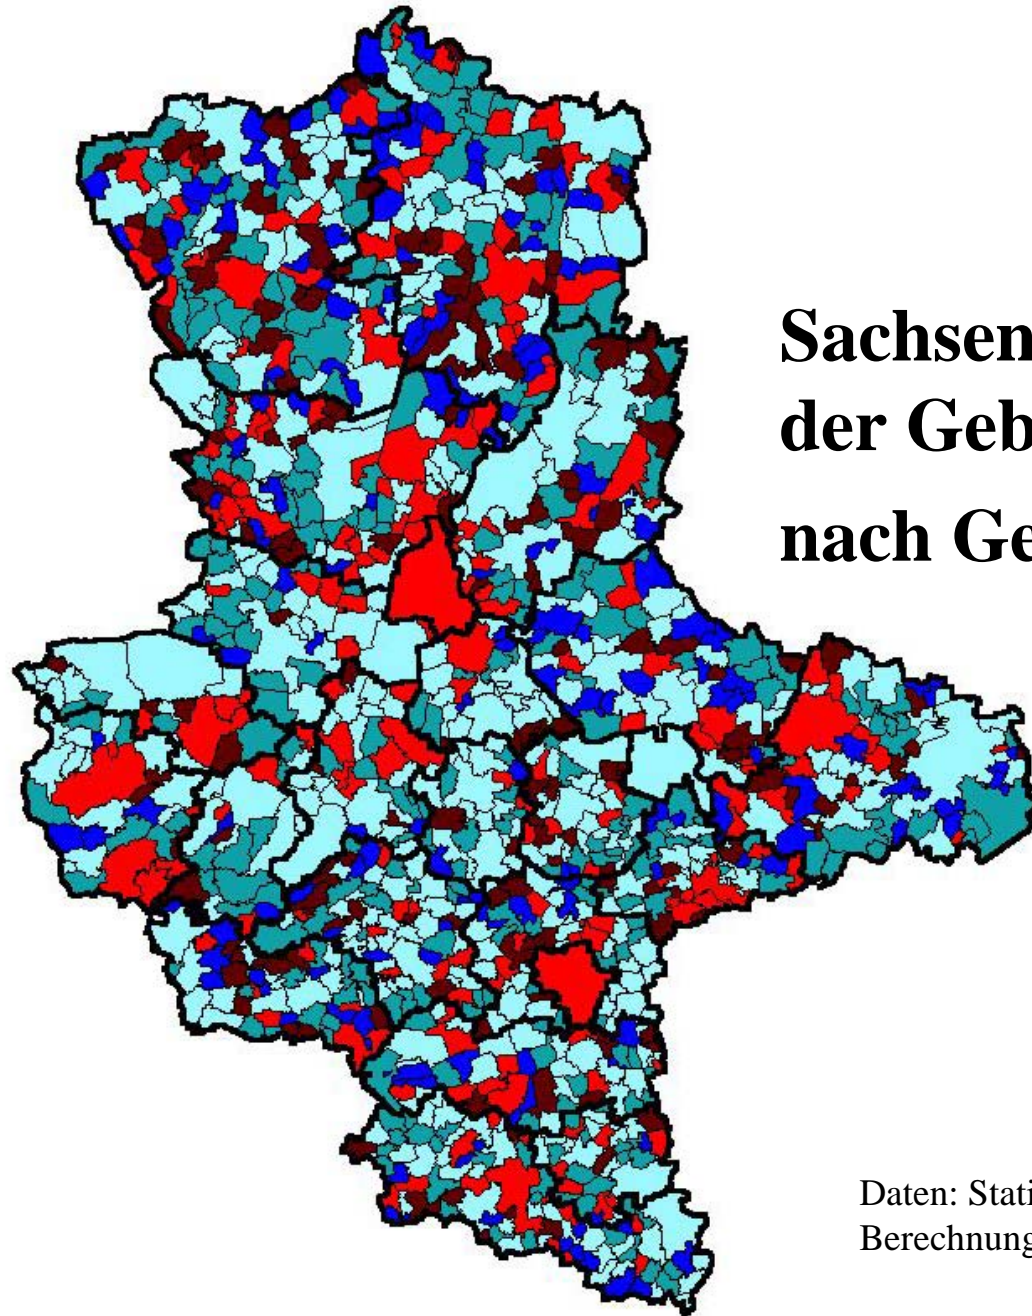 Sachsen
der Geb
nach Ge
Daten: Stati
Berechnung